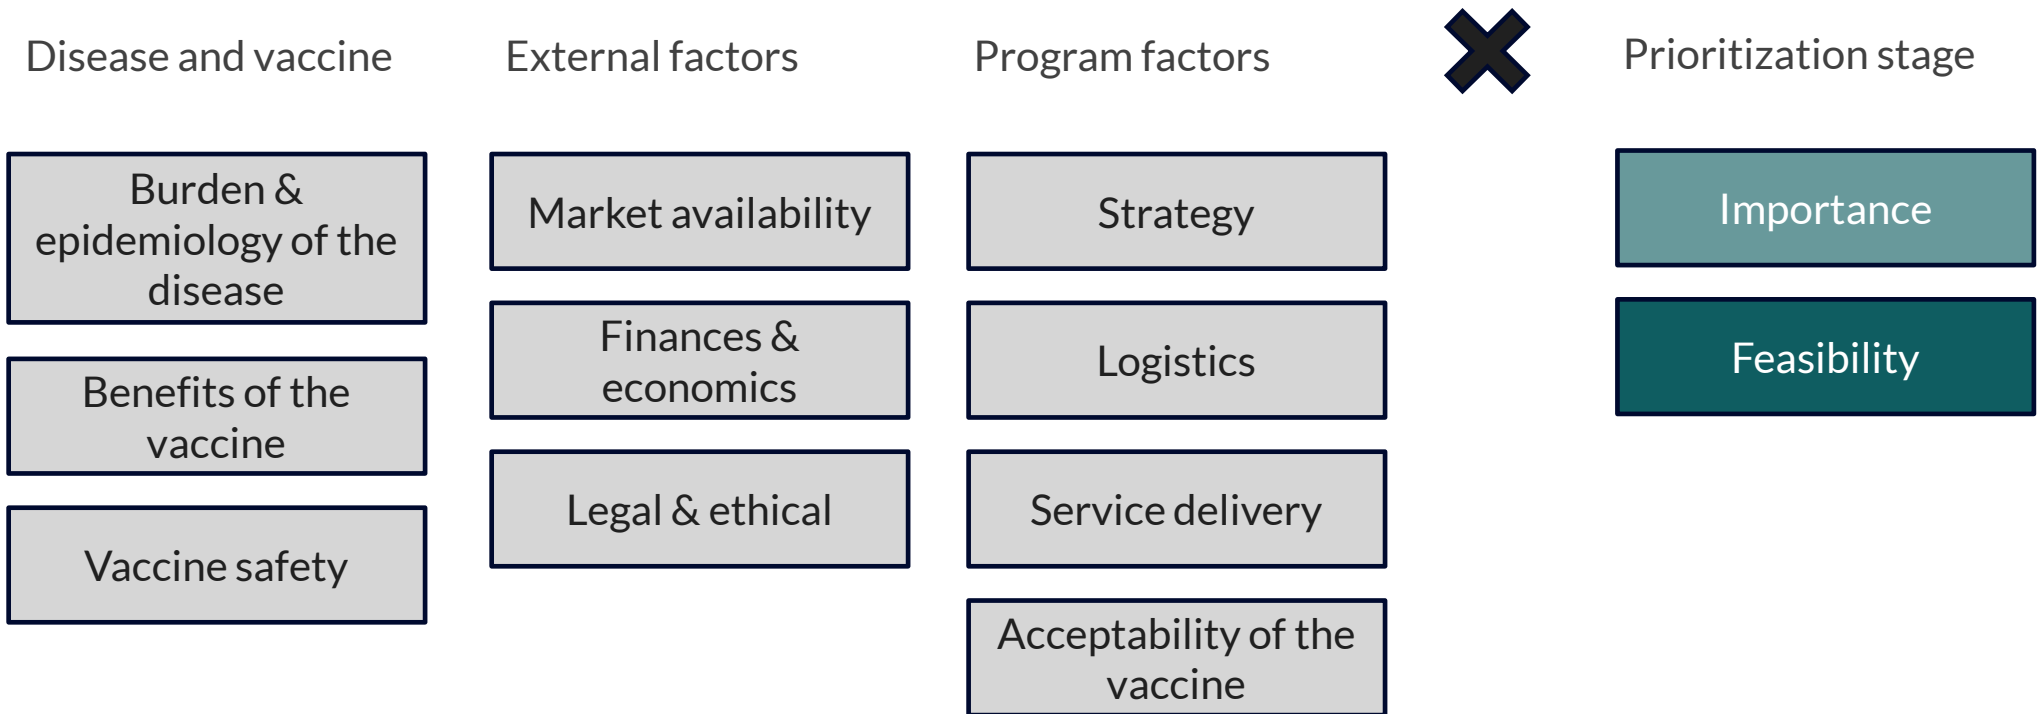 Disease and vaccine
Burden &
epidemiology of the
disease
Benefits of the
vaccine
Vaccine safety
External factors
Market availability
Finances &
economics
Legal & ethical
Program factors
Strategy
Logistics
Service delivery
Acceptability of the
vaccine
Prioritization stage
Importance
Feasibility